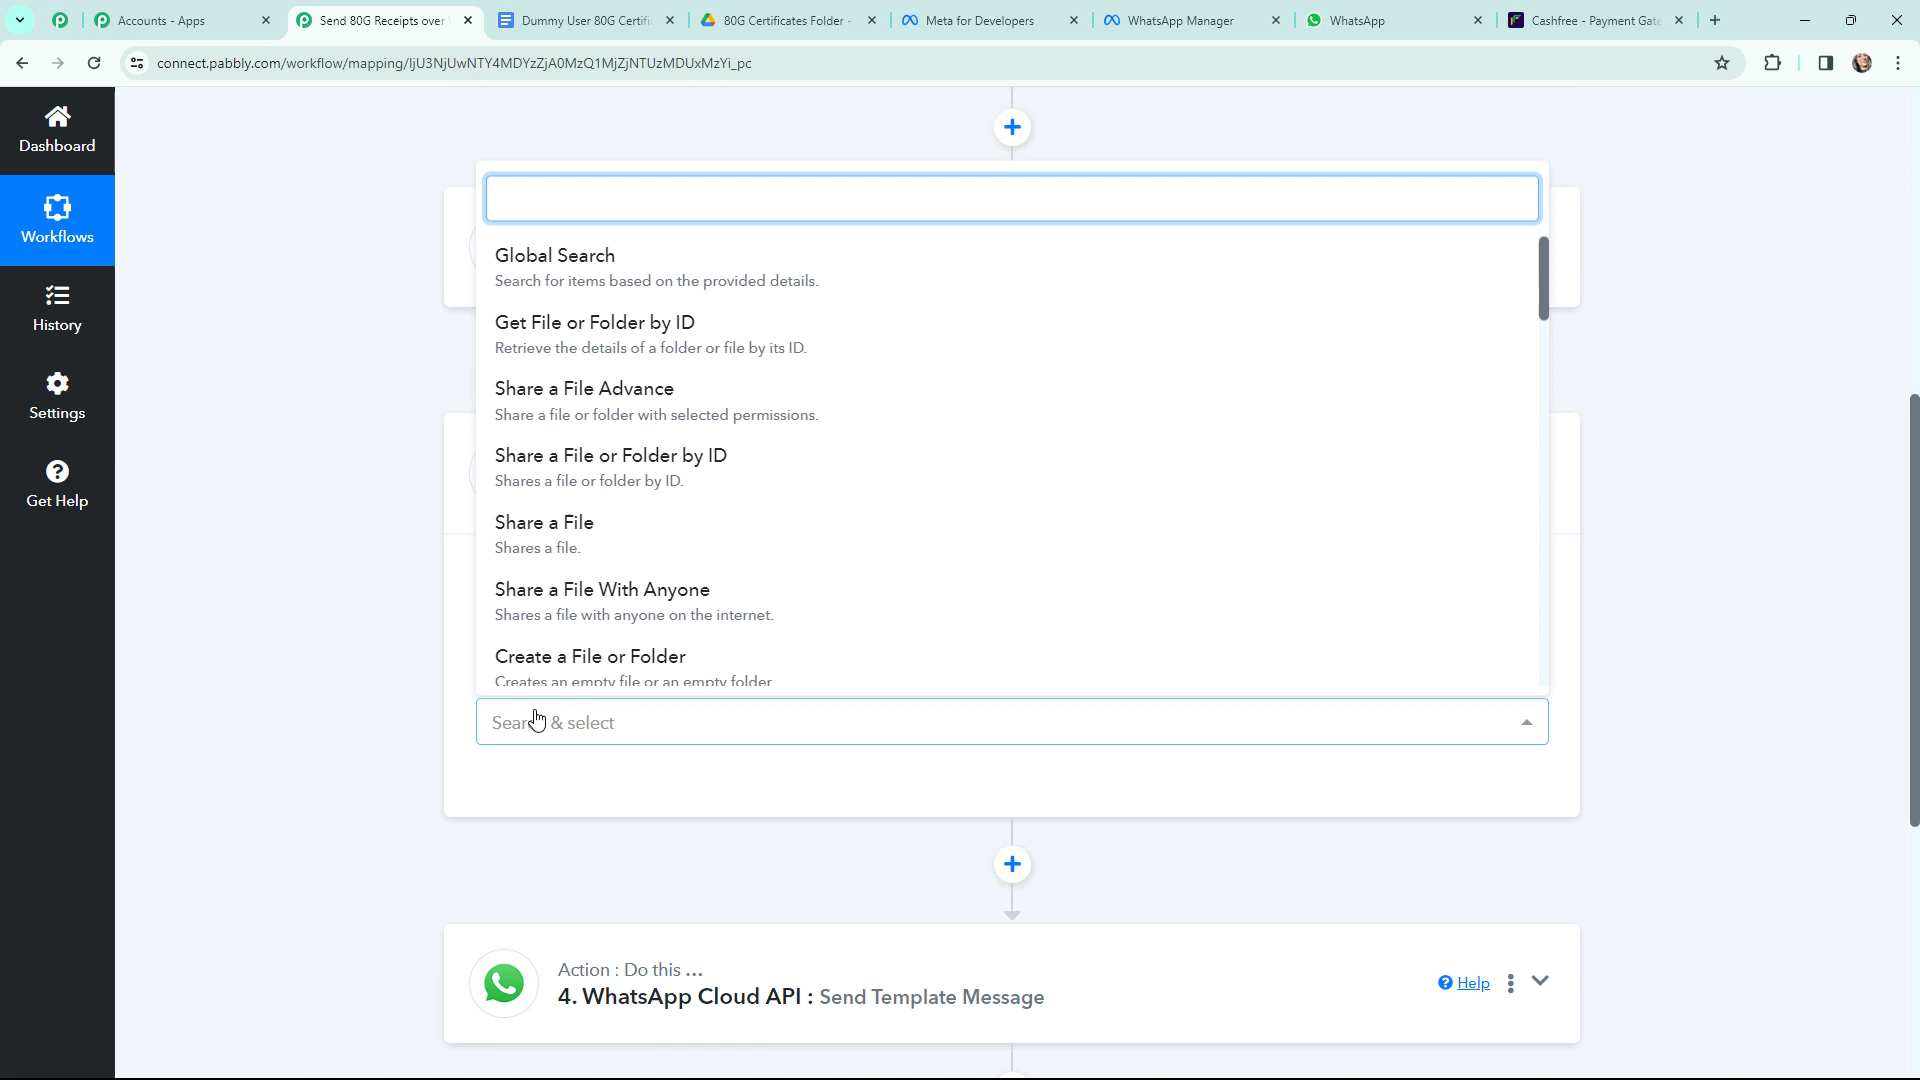 Accounts - Apps
Send 80G Receipts over
Dummy User 80G Certifi
80G Certificates Folder -
Meta for Developers
WhatsApp Manager
WhatsApp
Cashfree - Payment Gate
connect.pabbly.com/workflow/mapping/IjU3NjUwNTY4MDYzZjA0MzQ1MjZjNTUzMDUxMzYi_pc
Dashboard
Workflows
History
Settings
Get Help
Global Search
Search for items based on the provided details.
Get File or Folder by ID
Retrieve the details of a folder or file by its ID.
Share a File Advance
Share a file or folder with selected permissions.
Share a File or Folder by ID
Shares a file or folder by ID.
Share a File
Shares a file.
Share a File With Anyone
Shares a file with anyone on the internet.
Create a File or Folder
Creates an empty file or an empty folder
Search & select
Action : Do this ...
4. WhatsApp Cloud API : Send Template Message
Help